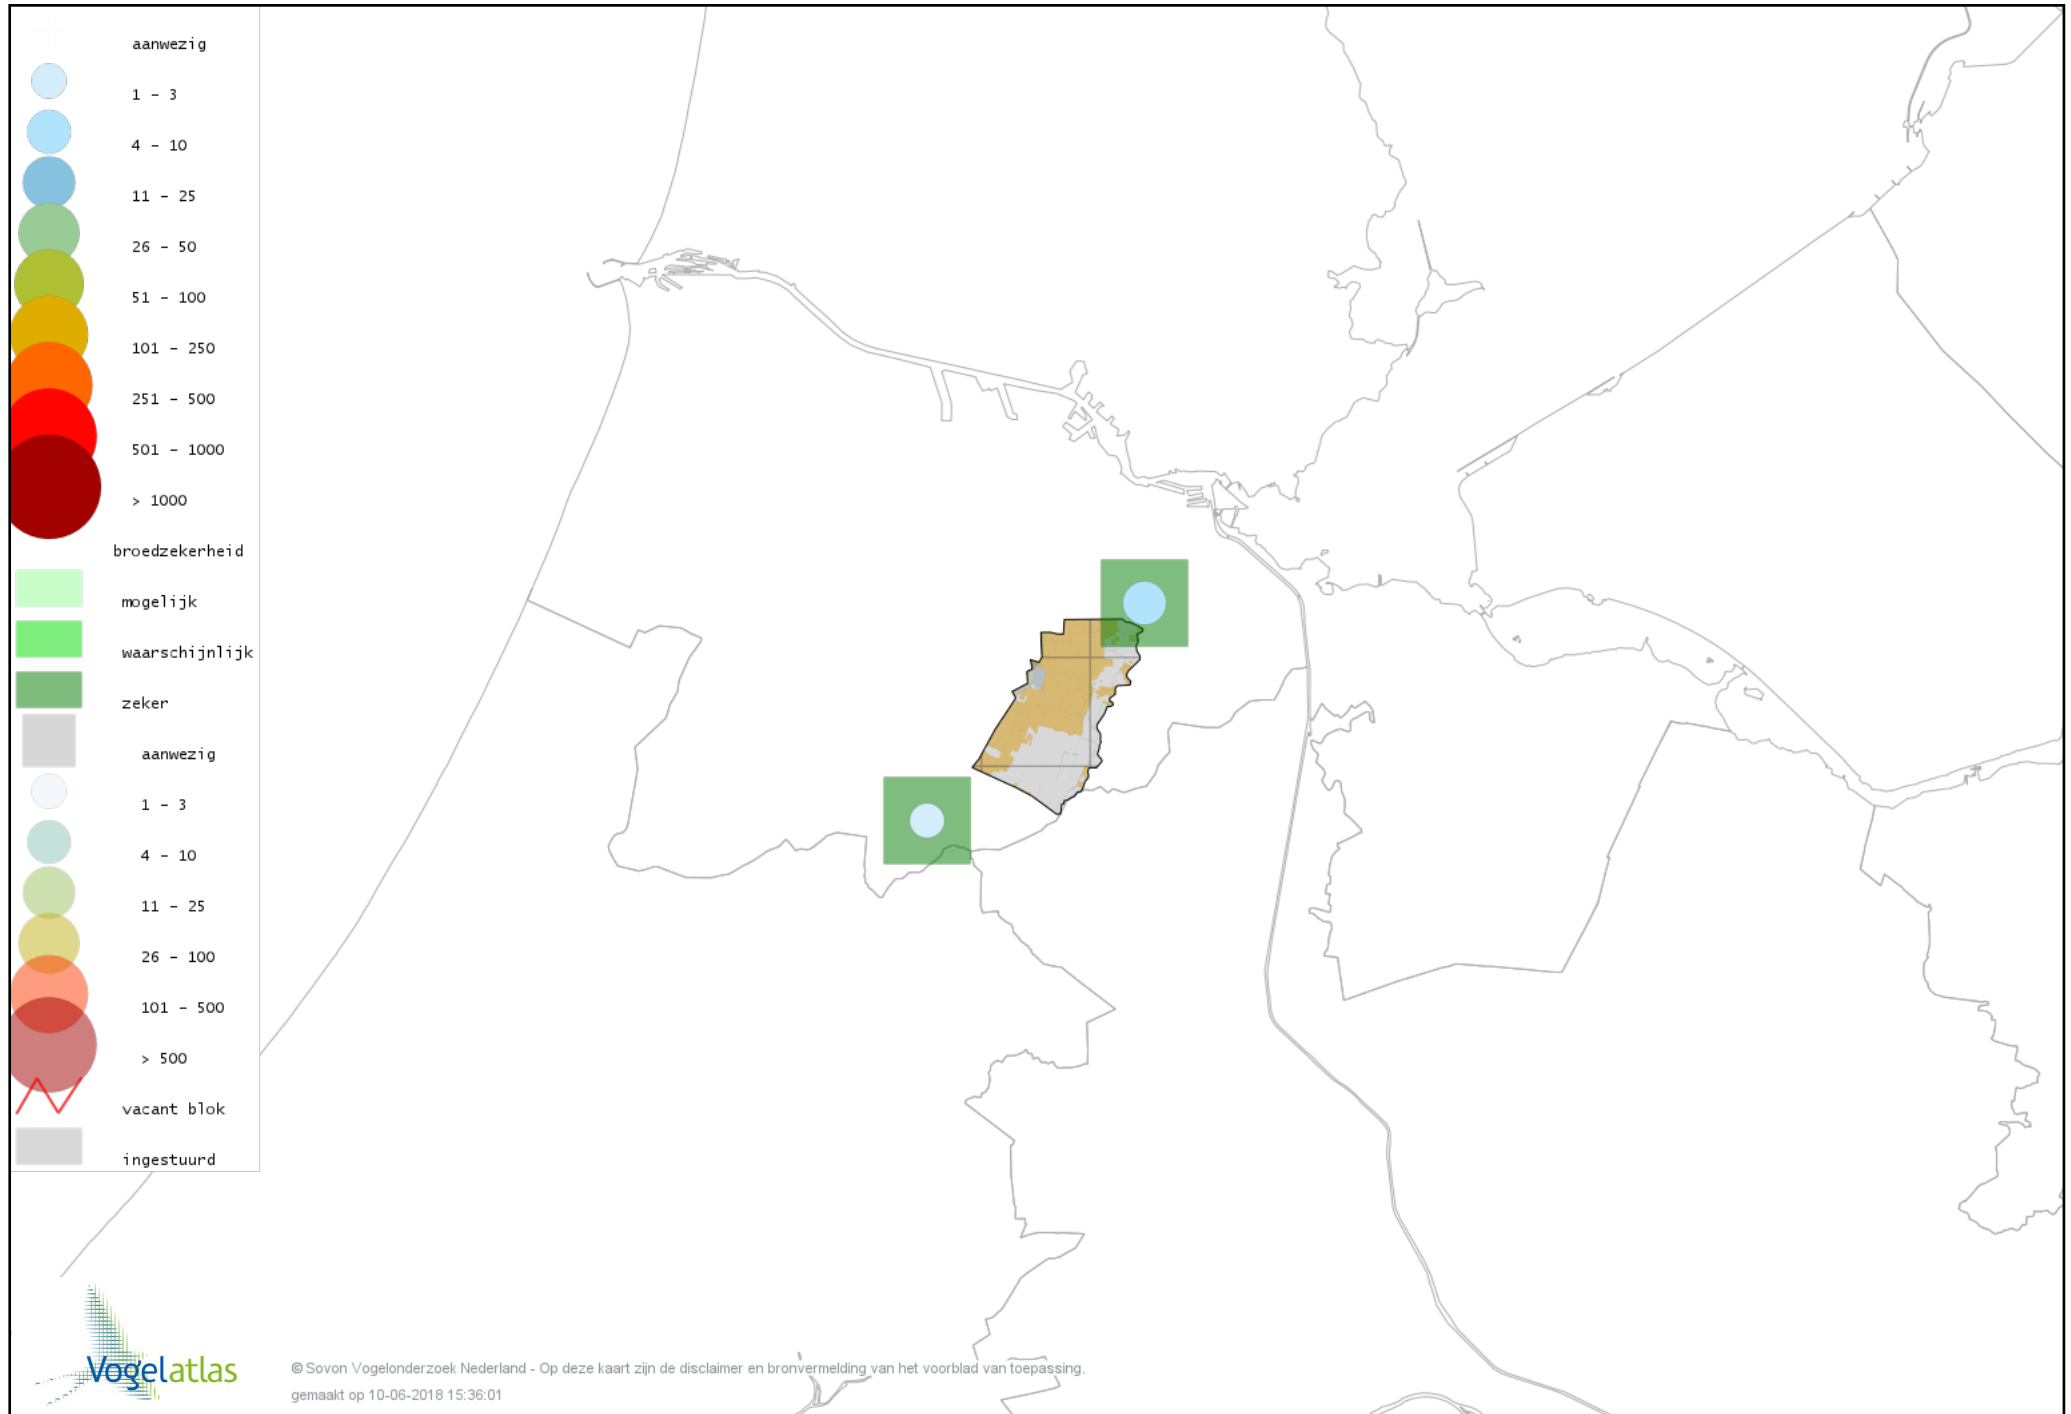 aanwezig
1 - 3
4 - 10
11 - 25
26 - 50
51 - 100
101 - 250
251 - 500
501 - 1000
> 1000
broedzekerheid
mogelijk
waarschijnlijk
zeker
aanwezig
1 - 3
4 - 10
11 - 25
26 - 100
101 - 500
> 500
vacant blok
ingestuurd
Vogelatlas
© Sovon Vogelonderzoek Nederland - Op deze kaart zijn de disclaimer en bronvermelding van het voorblad van toepassing.
gemaakt op 10-06-2018 15:36:01